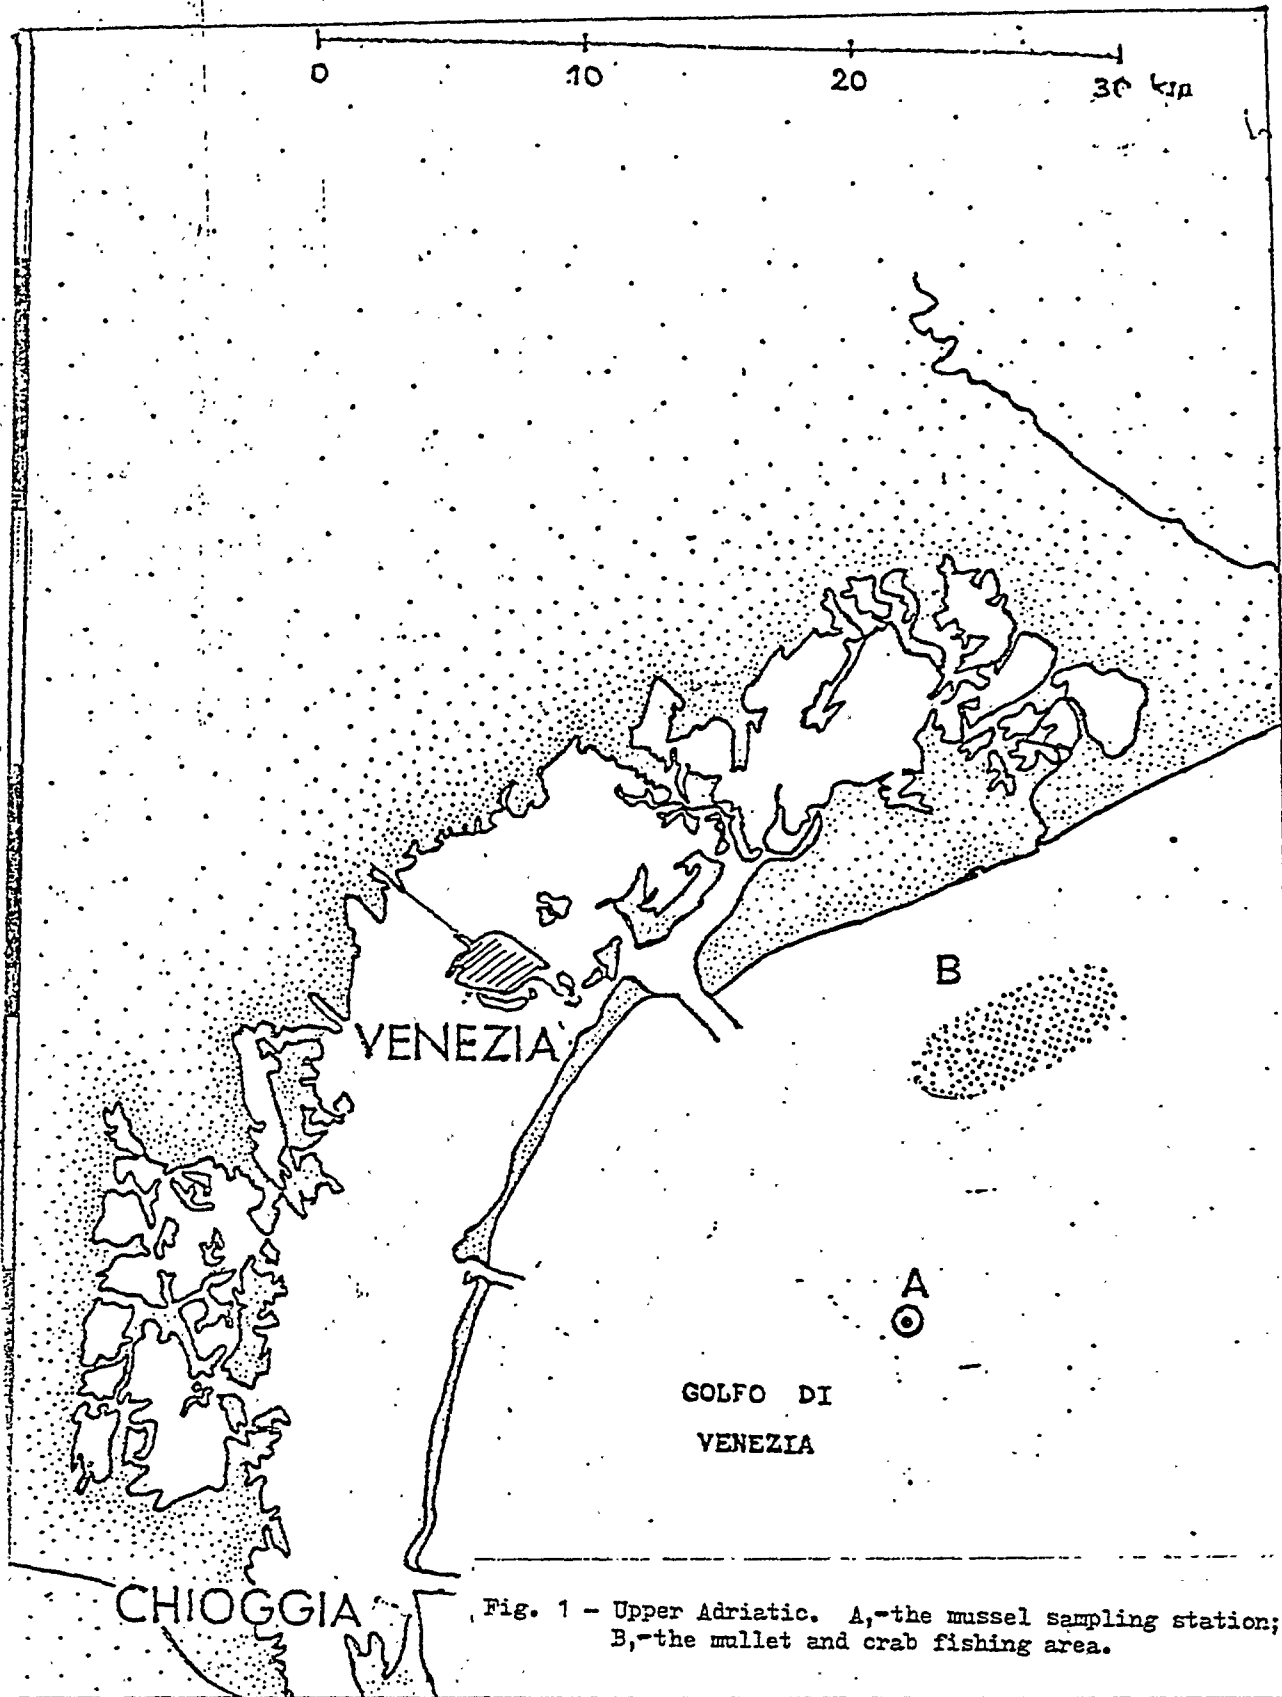 0 10 20 30 km
B
VENEZIA
A
GOLFO DI
VENEZIA
CHIOGGIA
Fig. 1 - Upper Adriatic. A,-the mussel sampling station;
B,-the mullet and crab fishing area.